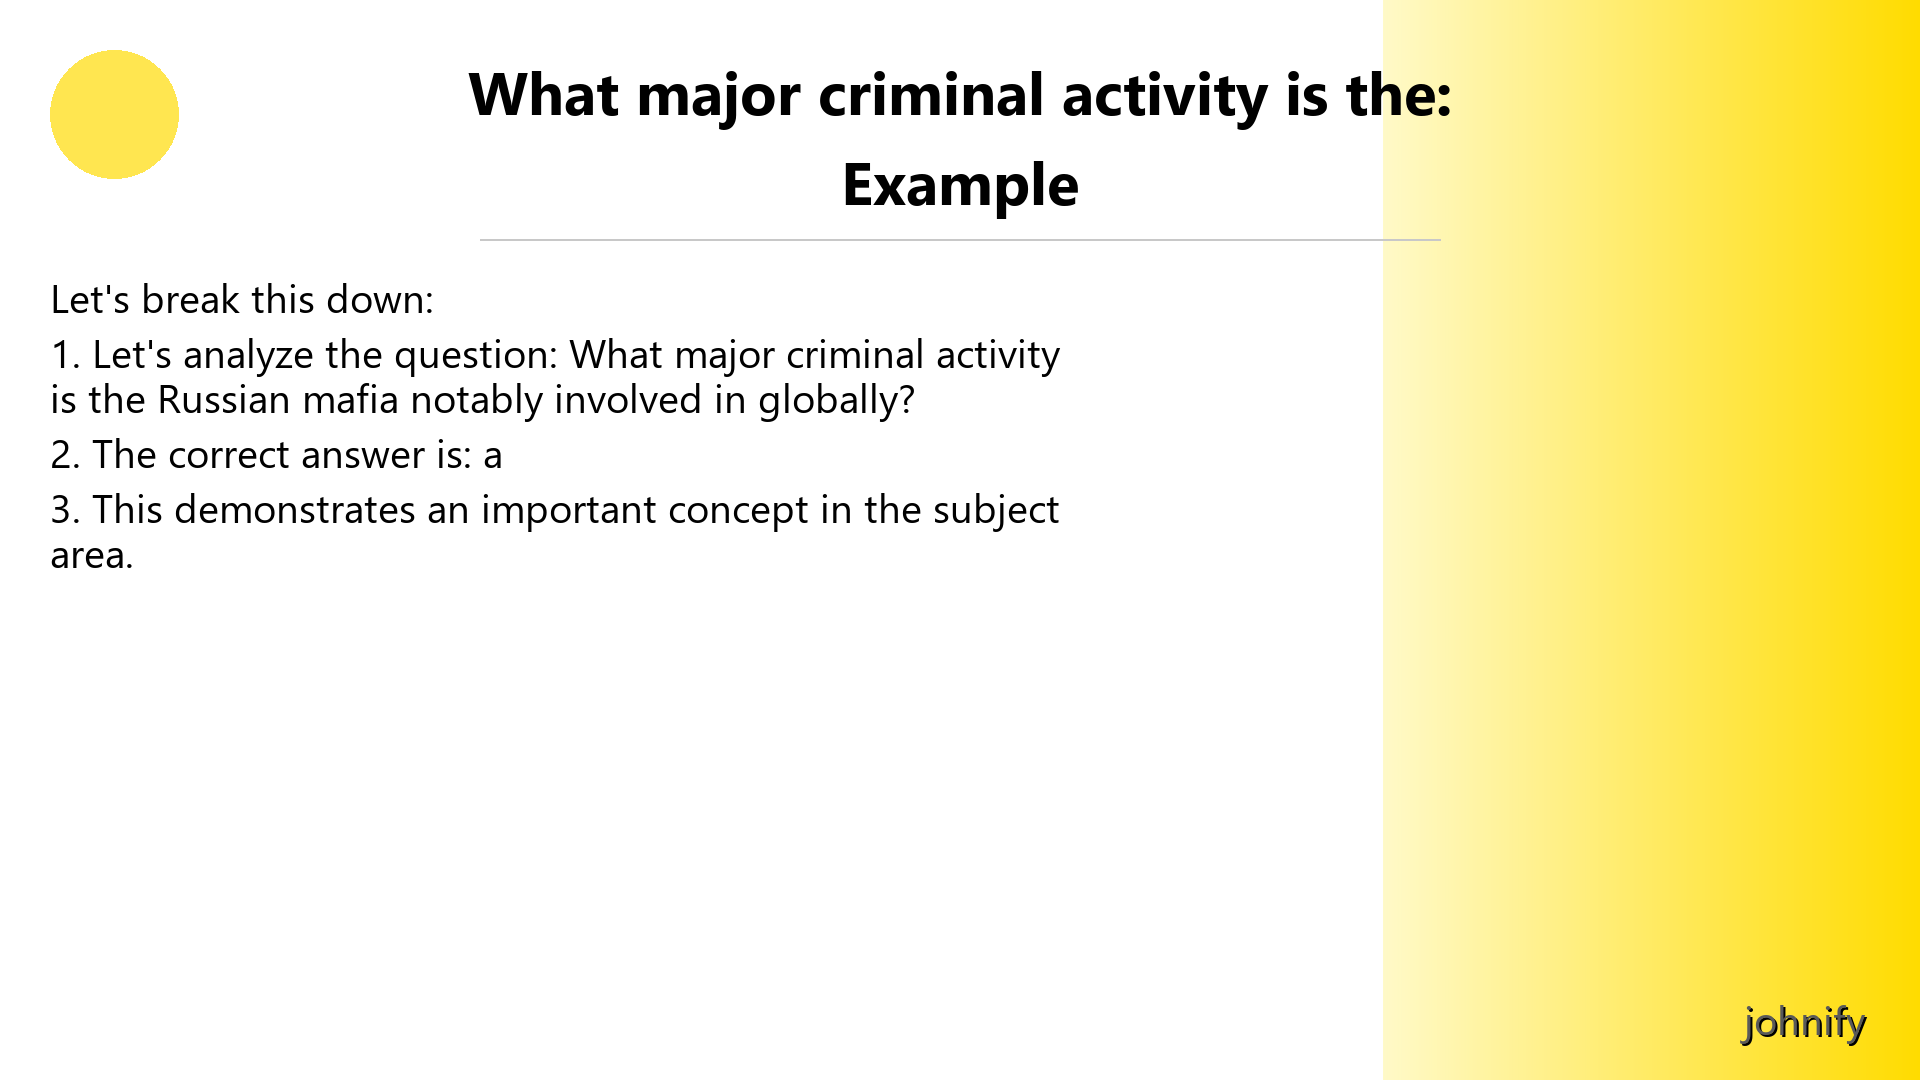 What major criminal activity is the:
Example
Let's break this down:
1. Let's analyze the question: What major criminal activity
is the Russian mafia notably involved in globally?
2. The correct answer is: a
3. This demonstrates an important concept in the subject
area.
johnify